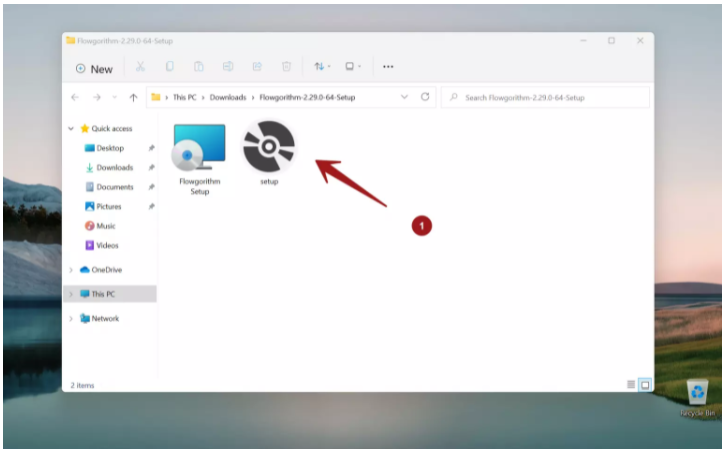 Flowgorithm-2.29.0-64-Setup
New
This PC › Downloads › Flowgorithm-2.29.0-64-Setup
Search Flowgorithm-2.29.0-64-Setup
Quick access
Desktop
Downloads
Documents
Pictures
Music
Videos
OneDrive
This PC
Network
Flowgorithm
Setup
setup
1
2 items
Recycle Bin